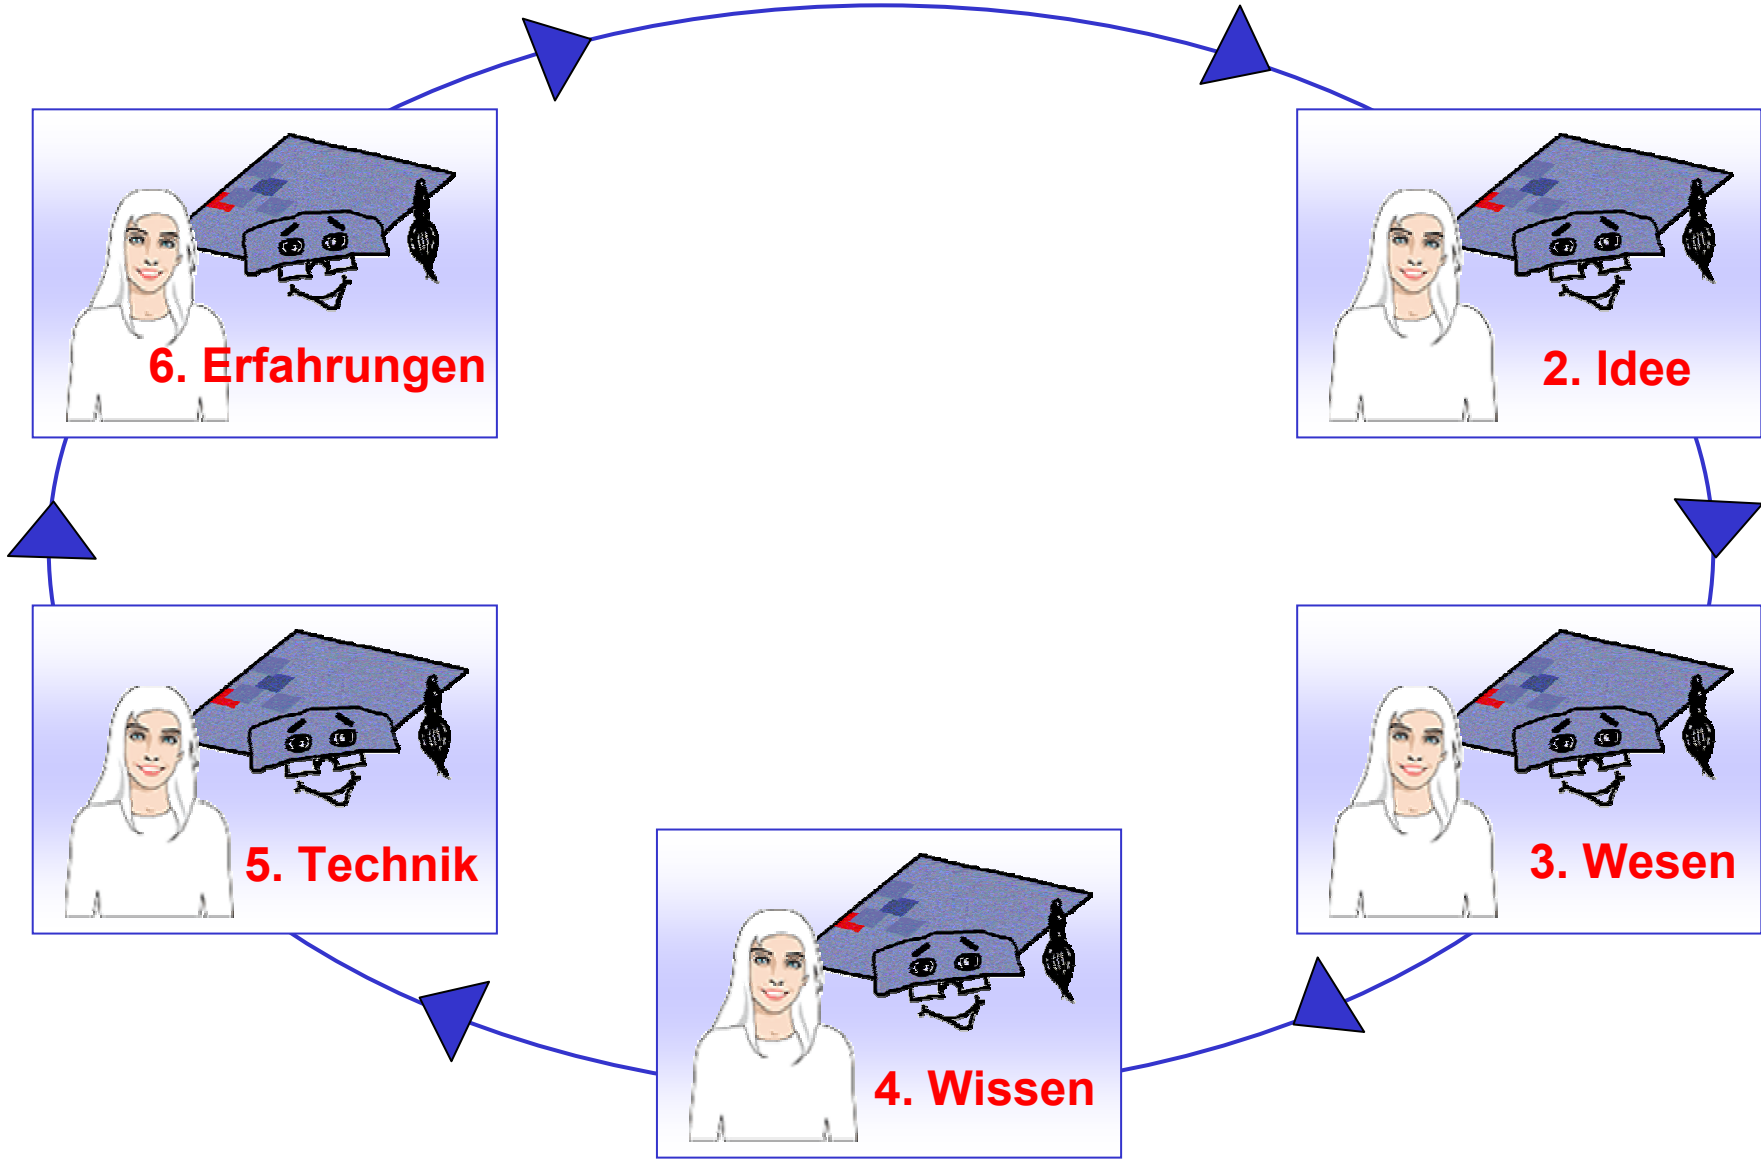 6. Erfahrungen
2. Idee
5. Technik
3. Wesen
4. Wissen